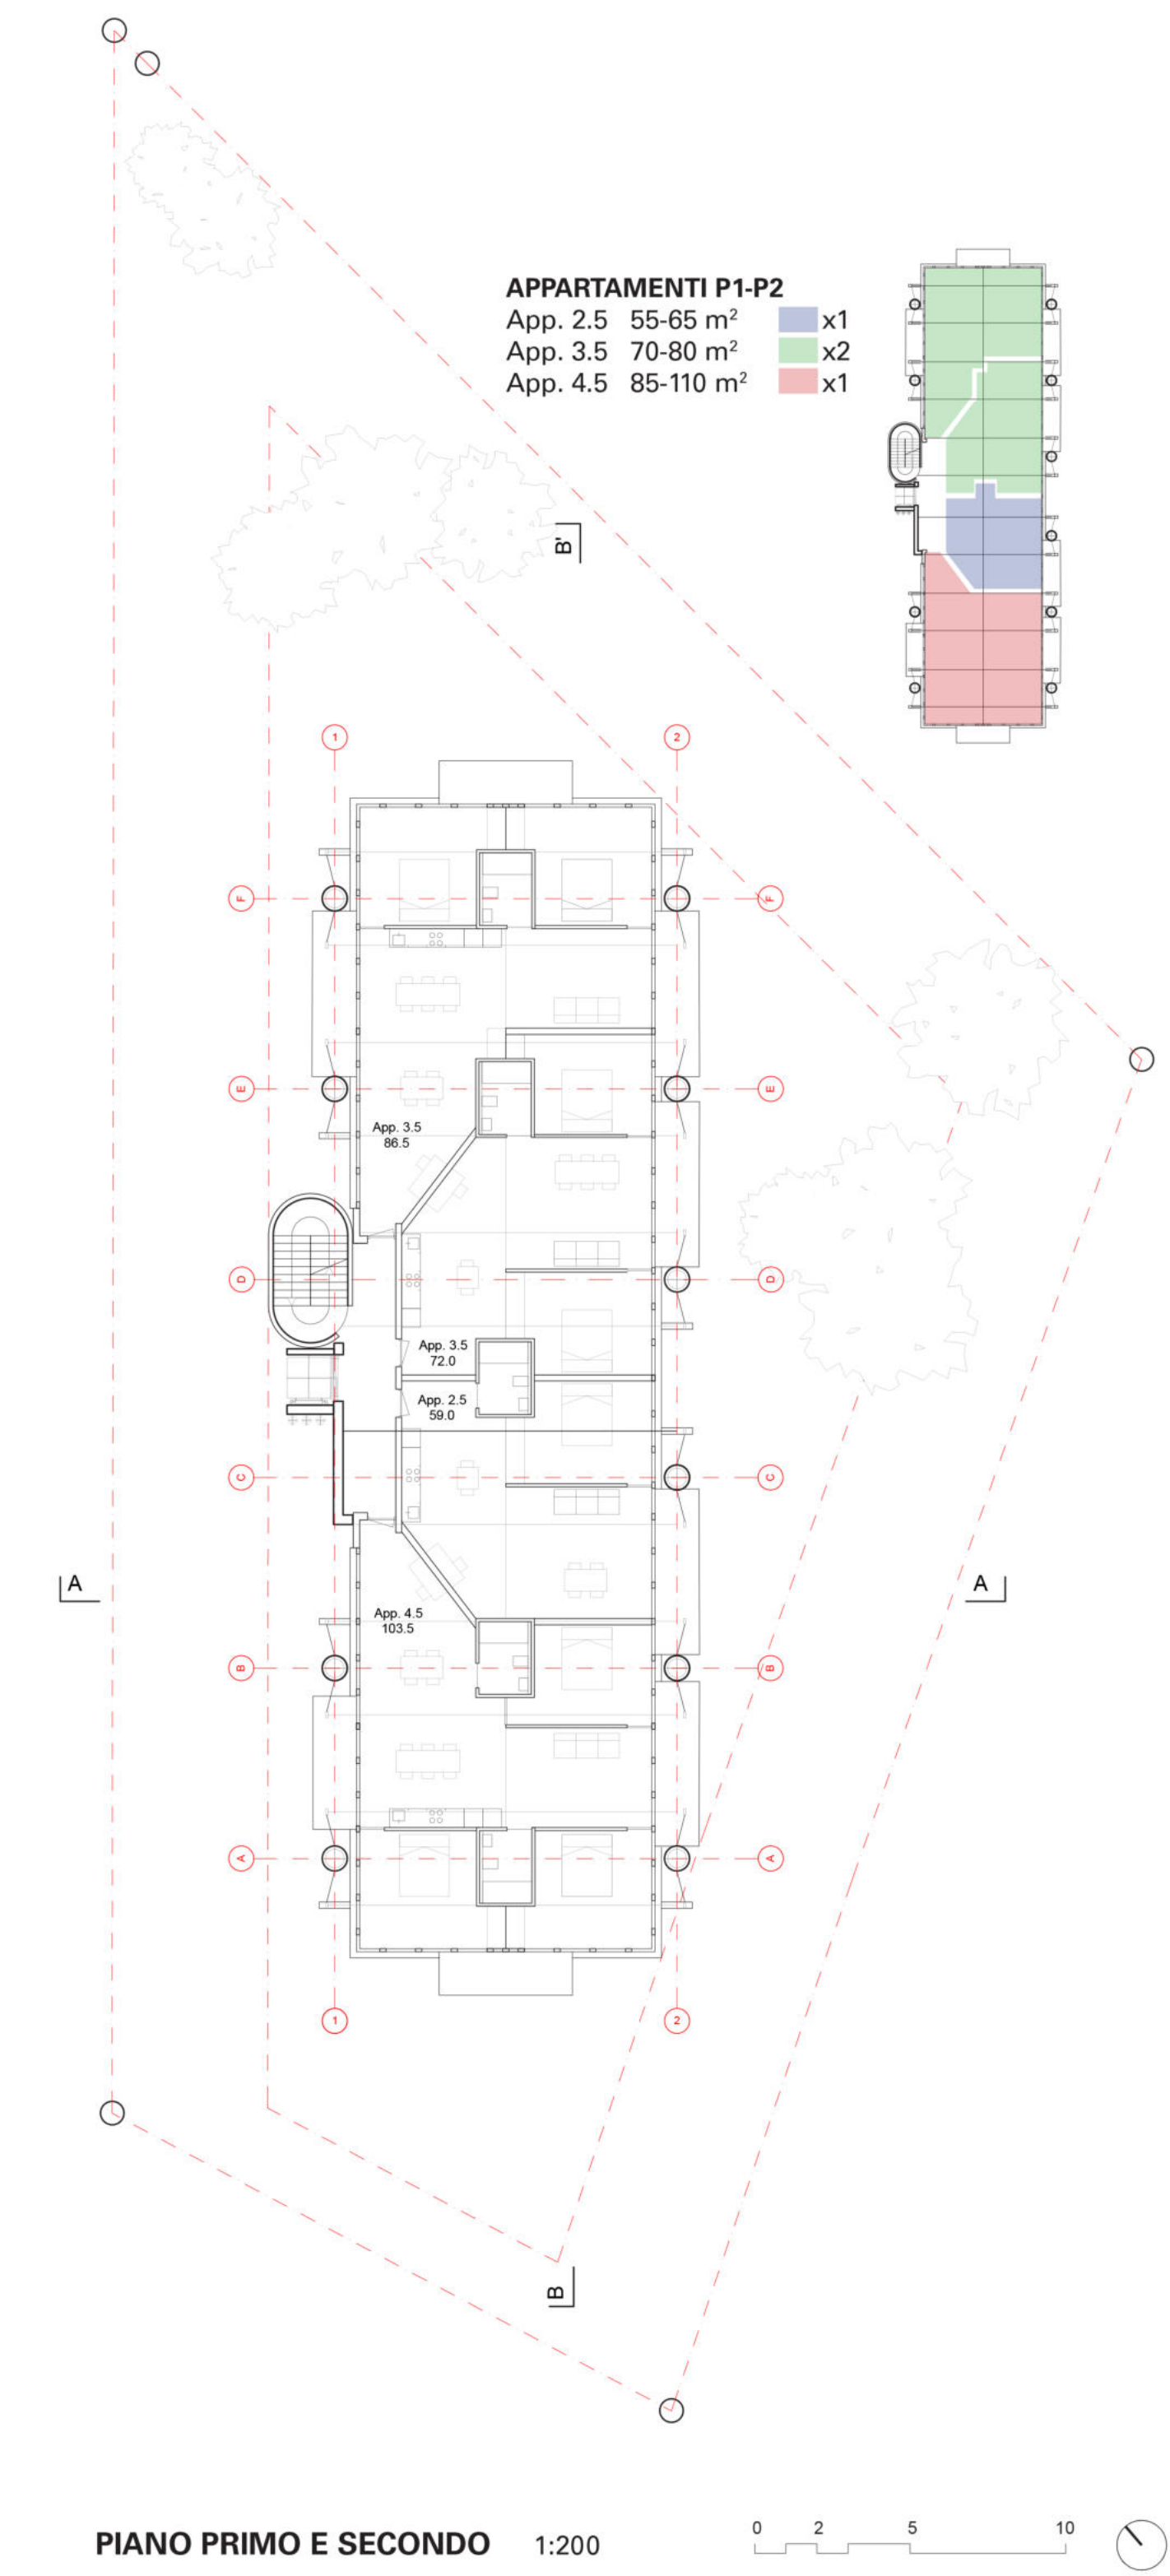 APPARTAMENTI P1-P2
App. 2.5 55-65 m² x1
App. 3.5 70-80 m² x2
App. 4.5 85-110 m² x1
B'
1 2
F F
E E
App. 3.5
86.5
D D
App. 3.5
72.0
App. 2.5
59.0
C C
A A
App. 4.5
103.5
B B
A A
1 2
B
PIANO PRIMO E SECONDO 1:200
0 2 5 10